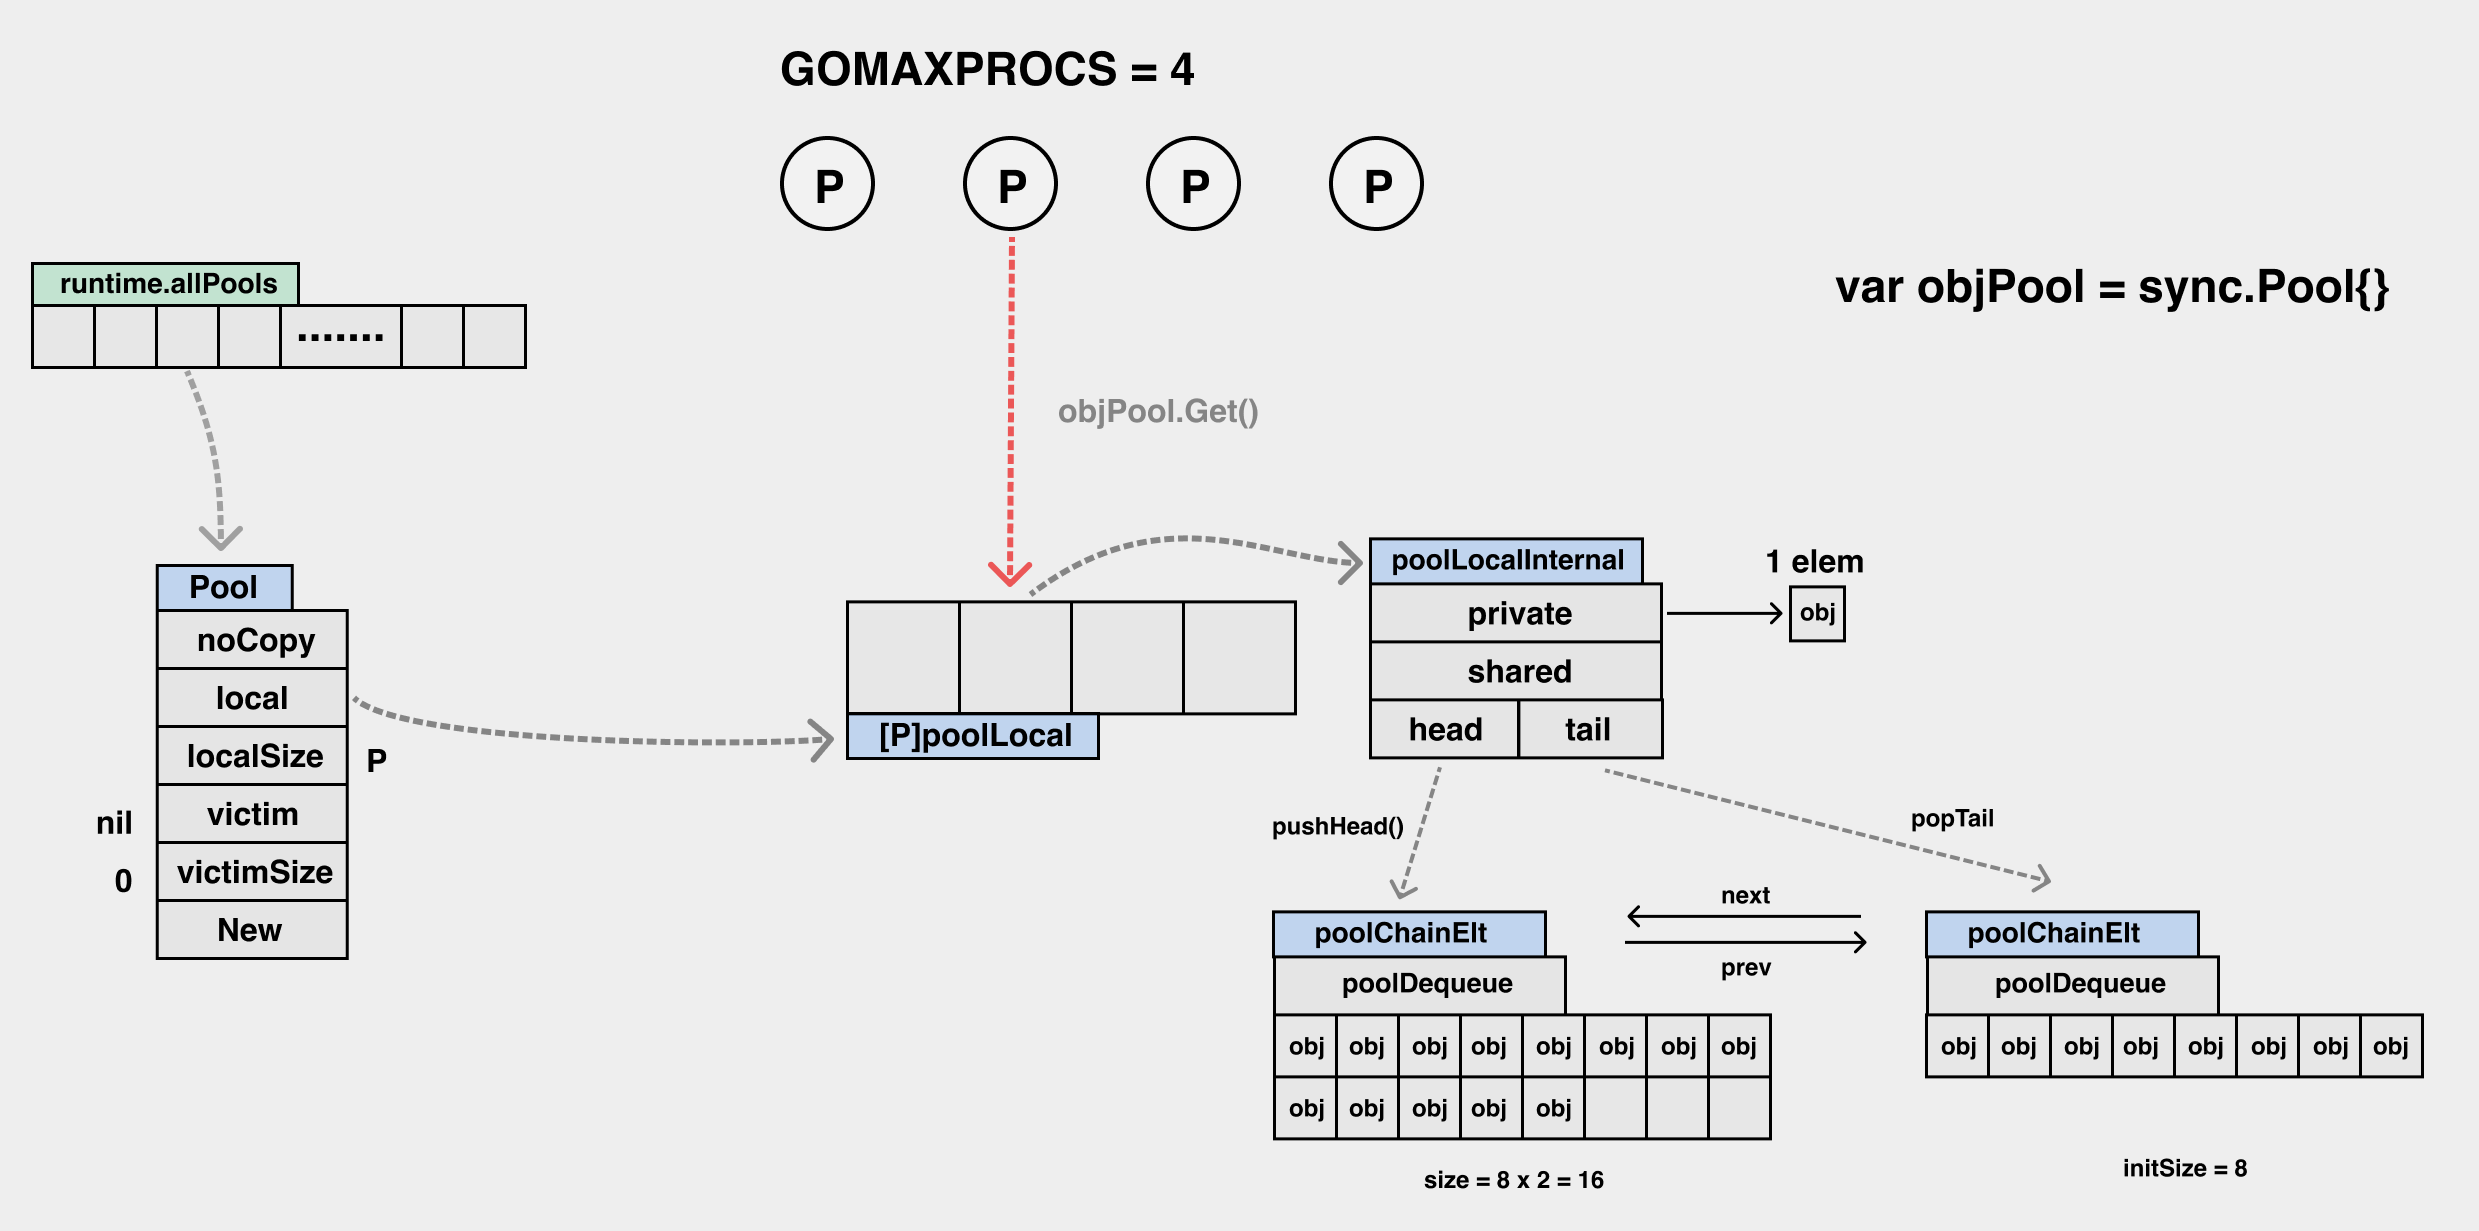 GOMAXPROCS = 4
P
P
P
P
runtime.allPools
.......
var objPool = sync.Pool{}
objPool.Get()
Pool
noCopy
local
localSize
P
nil
victim
0
victimSize
New
[P]poolLocal
poolLocalInternal
private
shared
head
tail
1 elem
obj
pushHead()
popTail
next
prev
poolChainElt
poolDequeue
obj obj obj obj obj obj obj obj
obj obj obj obj obj
size = 8 x 2 = 16
poolChainElt
poolDequeue
obj obj obj obj obj obj obj obj
initSize = 8